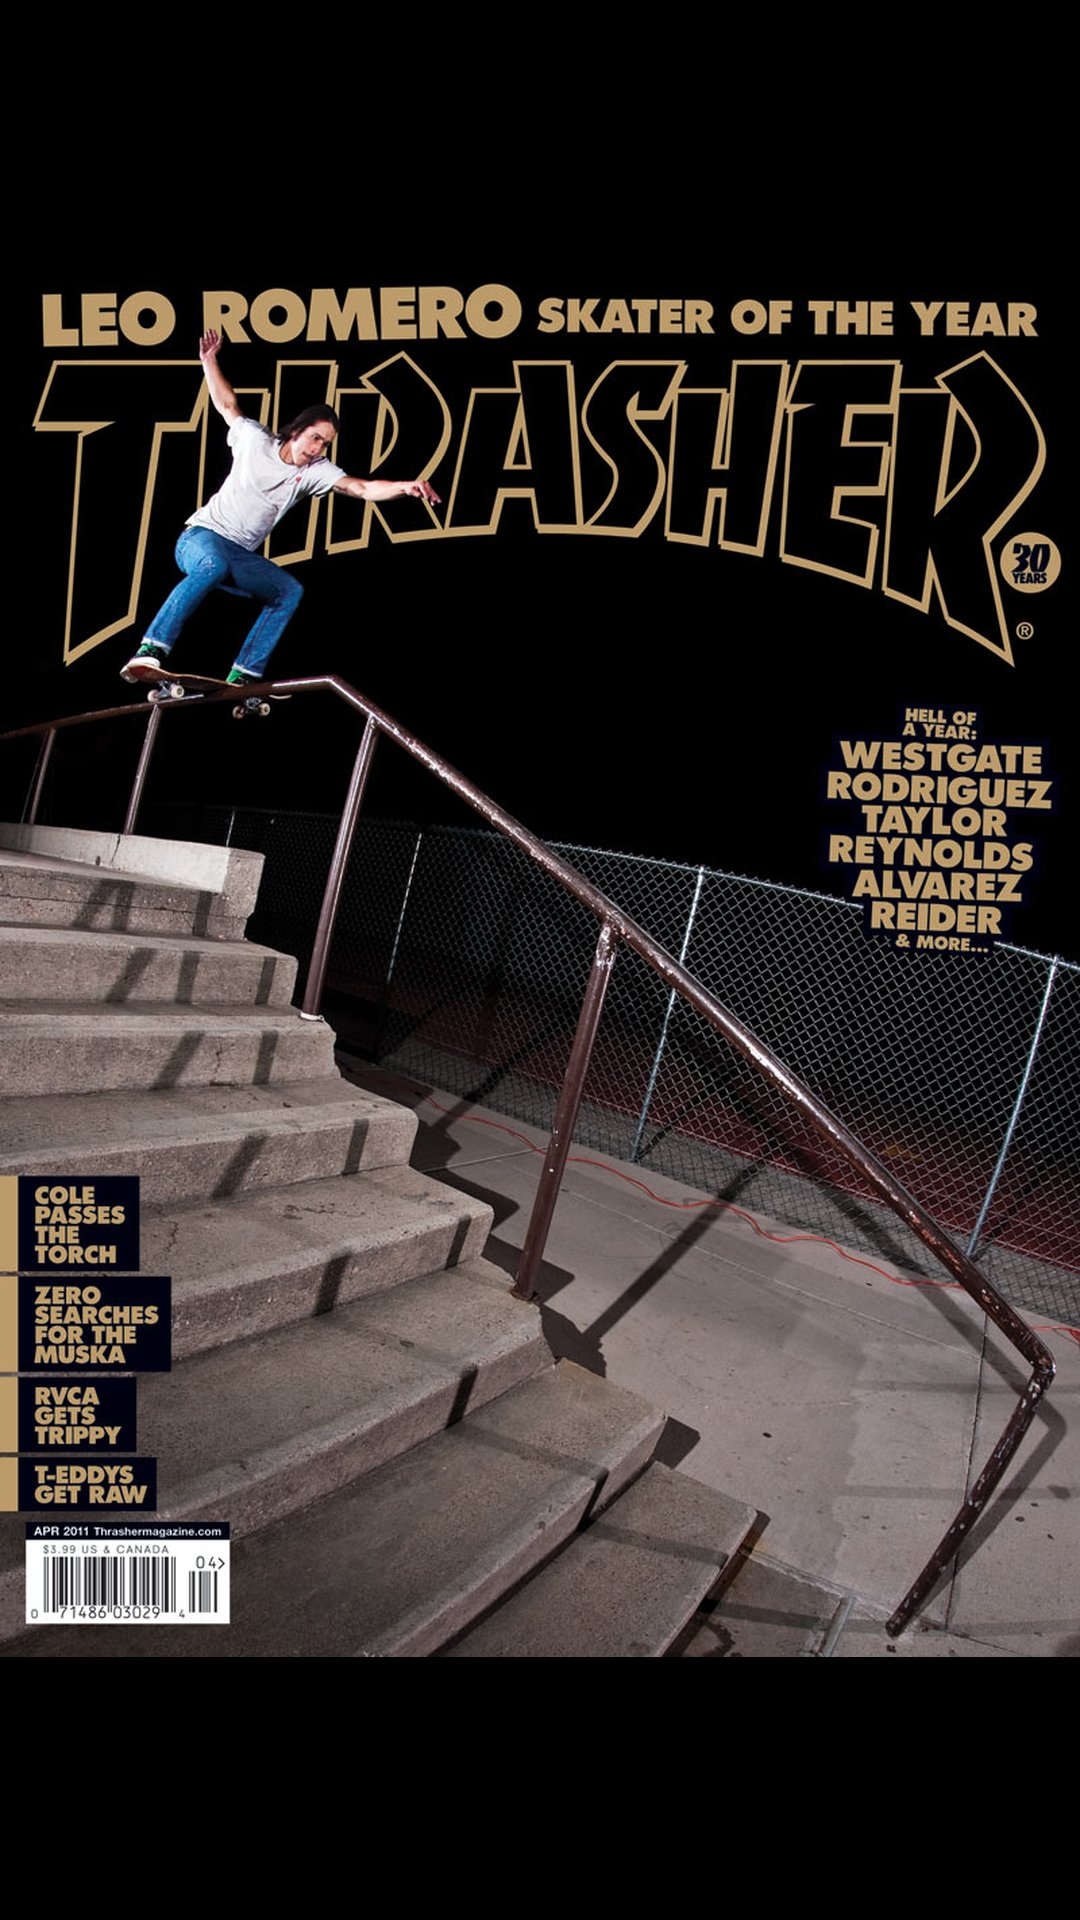 LEO ROMERO SKATER OF THE YEAR
THRASHER
30
YEARS
®
HELL OF
A YEAR:
WESTGATE
RODRIGUEZ
TAYLOR
REYNOLDS
ALVAREZ
REIDER
& MORE...
COLE
PASSES
THE
TORCH
ZERO
SEARCHES
FOR THE
MUSKA
RVCA
GETS
TRIPPY
T-EDDYS
GET RAW
APR 2011 Thrashermagazine.com
$3.99 US & CANADA
04>
0 71486 03029 4